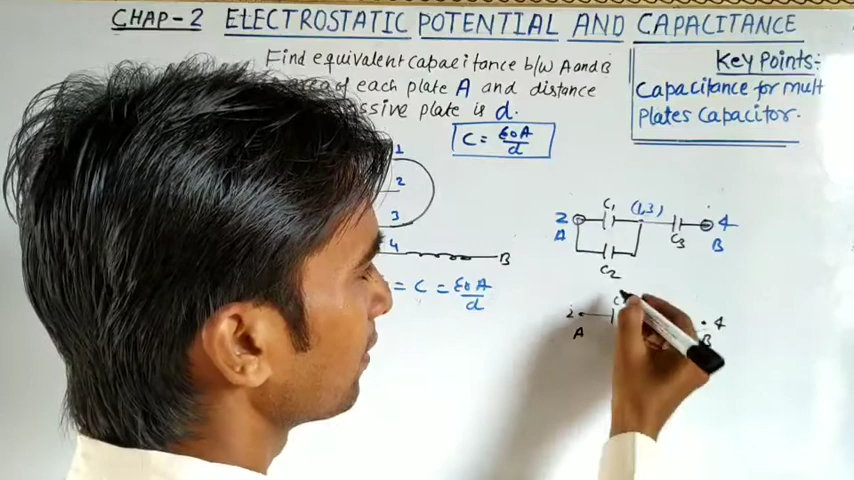 CHAP-2 ELECTROSTATIC POTENTIAL AND CAPACITANCE
Find equivalent capacitance b/w A and B
of each plate A and distance
plate is d.
C = ε0A/d
Key Points:-
Capacitance for mult
Plates Capacitor.
1
2
3
4
B
= C = ε0A/d
2
A
C1
(1,3)
C2
C3
4
B
2
A
C
4
B